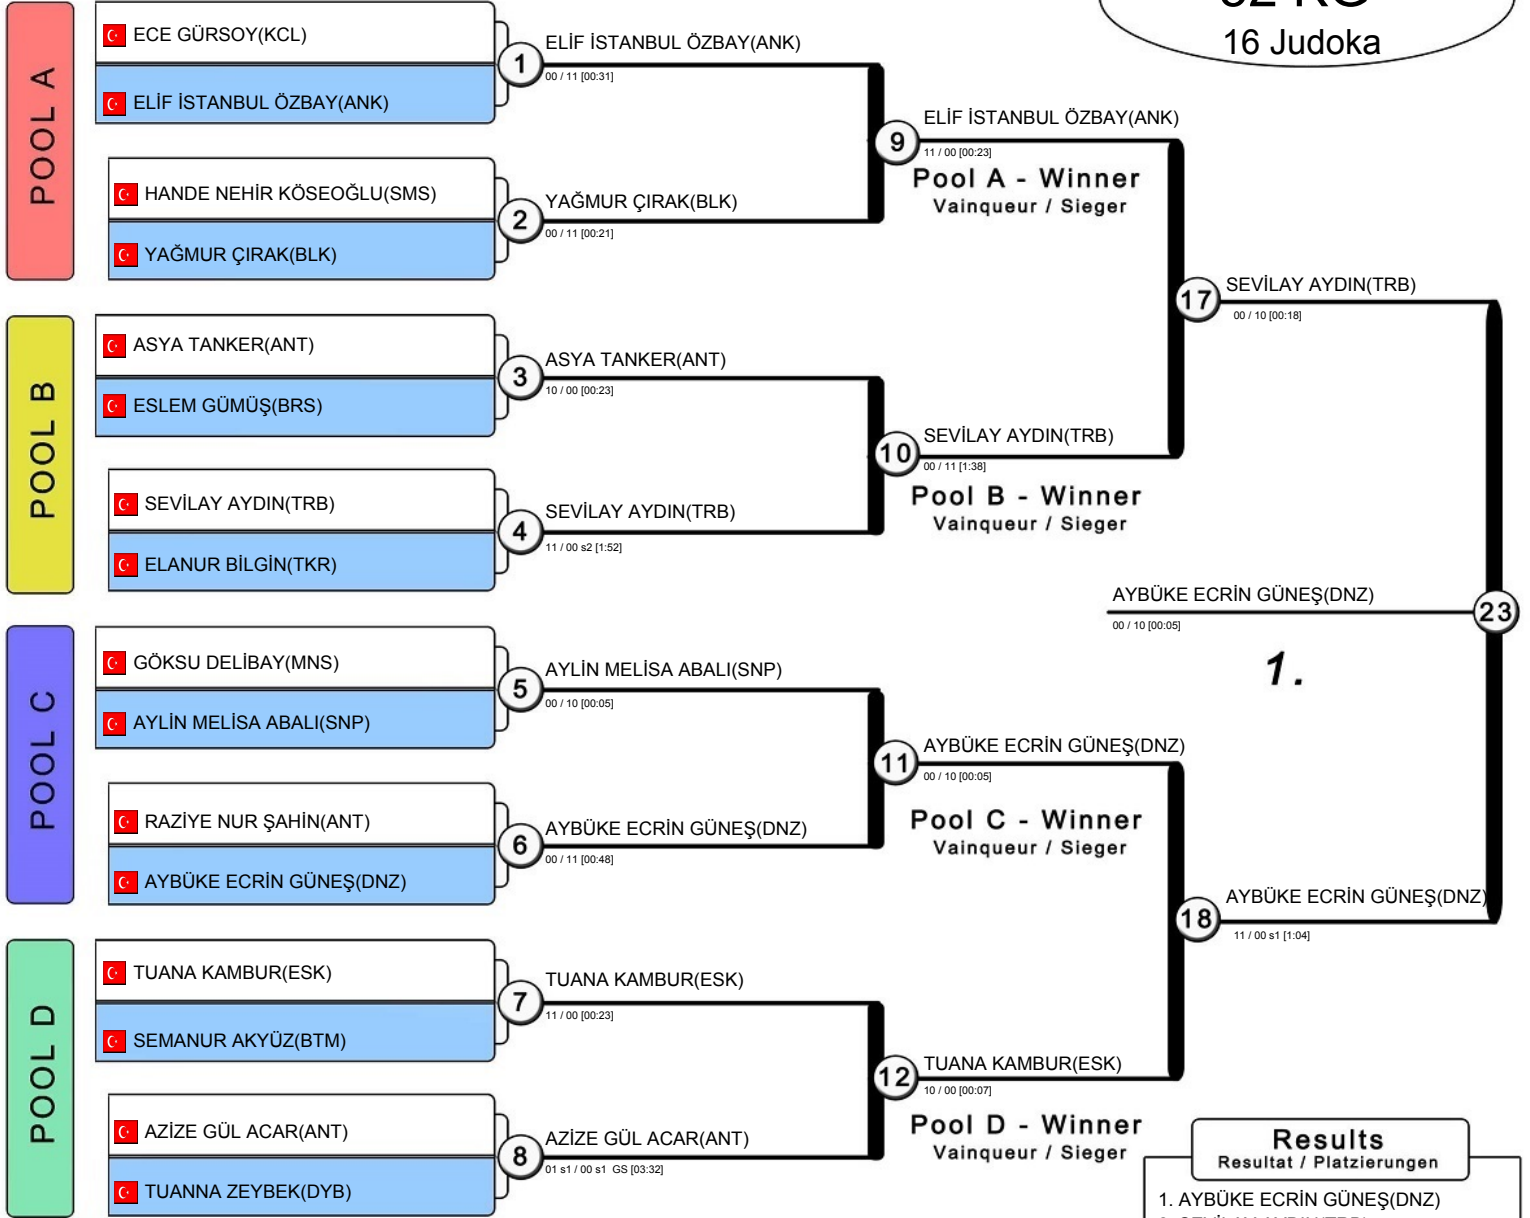 16 Judoka
POOL A
ECE GÜRSOY(KCL)
ELİF İSTANBUL ÖZBAY(ANK)
1
ELİF İSTANBUL ÖZBAY(ANK)
00 / 11 [00:31]
HANDE NEHİR KÖSEOĞLU(SMS)
YAĞMUR ÇIRAK(BLK)
2
YAĞMUR ÇIRAK(BLK)
00 / 11 [00:21]
9
ELİF İSTANBUL ÖZBAY(ANK)
11 / 00 [00:23]
Pool A - Winner
Vainqueur / Sieger
POOL B
ASYA TANKER(ANT)
ESLEM GÜMÜŞ(BRS)
3
ASYA TANKER(ANT)
10 / 00 [00:23]
SEVİLAY AYDIN(TRB)
ELANUR BİLGİN(TKR)
4
SEVİLAY AYDIN(TRB)
11 / 00 s2 [1:52]
10
SEVİLAY AYDIN(TRB)
00 / 11 [1:38]
Pool B - Winner
Vainqueur / Sieger
17
SEVİLAY AYDIN(TRB)
00 / 10 [00:18]
POOL C
GÖKSU DELİBAY(MNS)
AYLİN MELİSA ABALI(SNP)
5
AYLİN MELİSA ABALI(SNP)
00 / 10 [00:05]
RAZİYE NUR ŞAHİN(ANT)
AYBÜKE ECRİN GÜNEŞ(DNZ)
6
AYBÜKE ECRİN GÜNEŞ(DNZ)
00 / 11 [00:48]
11
AYBÜKE ECRİN GÜNEŞ(DNZ)
00 / 10 [00:05]
Pool C - Winner
Vainqueur / Sieger
POOL D
TUANA KAMBUR(ESK)
SEMANUR AKYÜZ(BTM)
7
TUANA KAMBUR(ESK)
11 / 00 [00:23]
AZİZE GÜL ACAR(ANT)
TUANNA ZEYBEK(DYB)
8
AZİZE GÜL ACAR(ANT)
01 s1 / 00 s1 GS [03:32]
12
TUANA KAMBUR(ESK)
10 / 00 [00:07]
Pool D - Winner
Vainqueur / Sieger
18
AYBÜKE ECRİN GÜNEŞ(DNZ)
11 / 00 s1 [1:04]
AYBÜKE ECRİN GÜNEŞ(DNZ)
23
00 / 10 [00:05]
1.
Results
Resultat / Platzierungen
1. AYBÜKE ECRİN GÜNEŞ(DNZ)